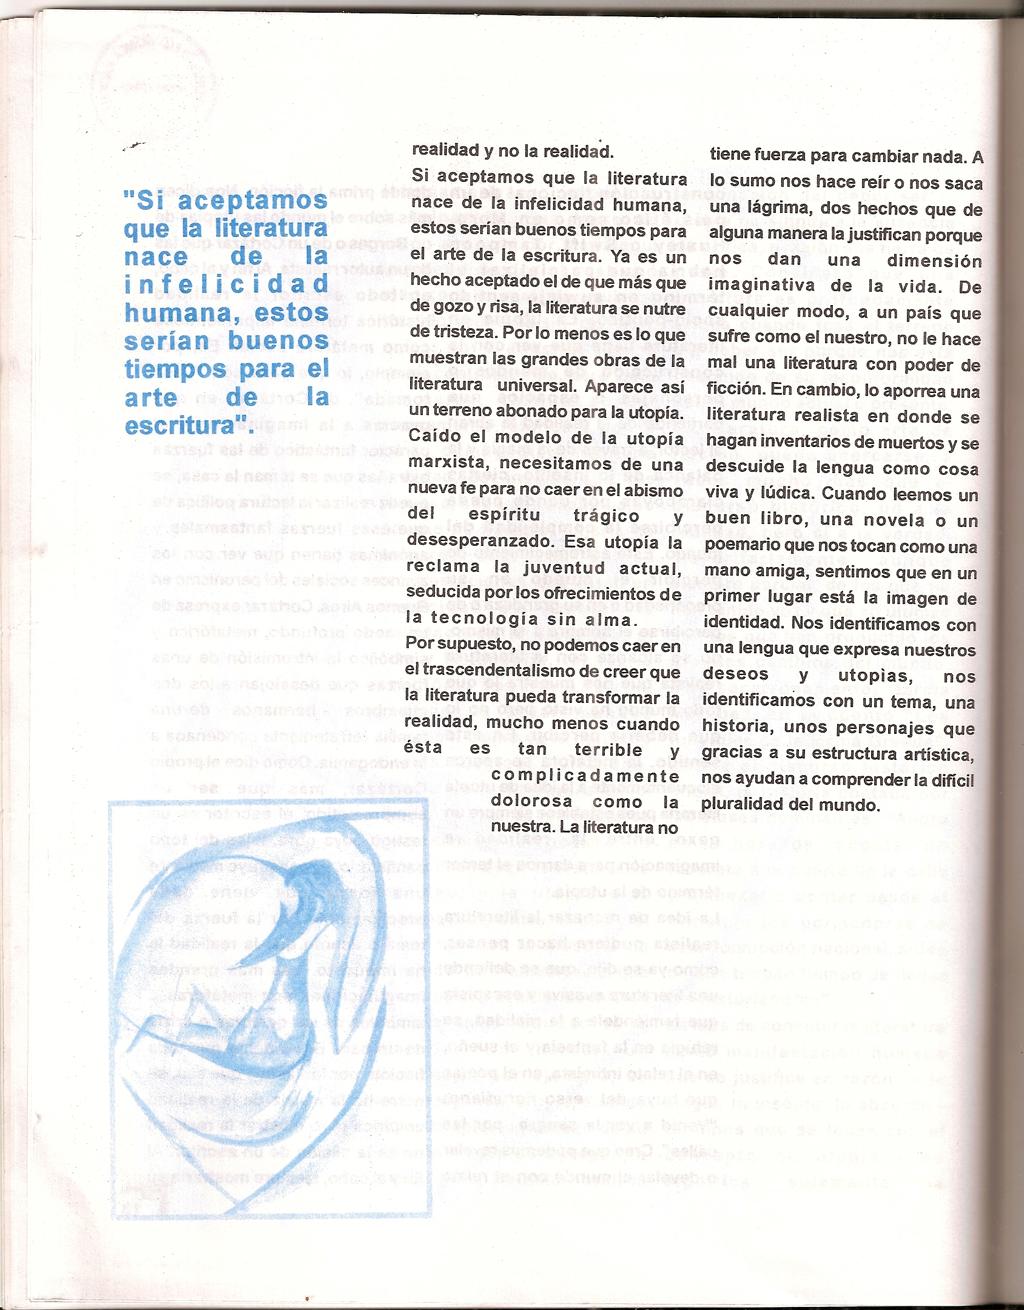 "Si aceptamos
que la literatura
nace de la
infelicidad
humana, estos
serían buenos
tiempos para el
arte de la
escritura".
realidad y no la realidad.
Si aceptamos que la literatura
nace de la infelicidad humana,
estos serían buenos tiempos para
el arte de la escritura. Ya es un
hecho aceptado el de que más que
de gozo y risa, la literatura se nutre
de tristeza. Por lo menos es lo que
muestran las grandes obras de la
literatura universal. Aparece así
un terreno abonado para la utopía.
Caído el modelo de la utopía
marxista, necesitamos de una
nueva fe para no caer en el abismo
del espíritu trágico y
desesperanzado. Esa utopía la
reclama la juventud actual,
seducida por los ofrecimientos de
la tecnología sin alma.
Por supuesto, no podemos caer en
el trascendentalismo de creer que
la literatura pueda transformar la
realidad, mucho menos cuando
ésta es tan terrible y
complicadamente
dolorosa como la
nuestra. La literatura no
tiene fuerza para cambiar nada. A
lo sumo nos hace reír o nos saca
una lágrima, dos hechos que de
alguna manera la justifican porque
nos dan una dimensión
imaginativa de la vida. De
cualquier modo, a un país que
sufre como el nuestro, no le hace
mal una literatura con poder de
ficción. En cambio, lo aporrea una
literatura realista en donde se
hagan inventarios de muertos y se
descuide la lengua como cosa
viva y lúdica. Cuando leemos un
buen libro, una novela o un
poemario que nos tocan como una
mano amiga, sentimos que en un
primer lugar está la imagen de
identidad. Nos identificamos con
una lengua que expresa nuestros
deseos y utopias, nos
identificamos con un tema, una
historia, unos personajes que
gracias a su estructura artística,
nos ayudan a comprender la difícil
pluralidad del mundo.